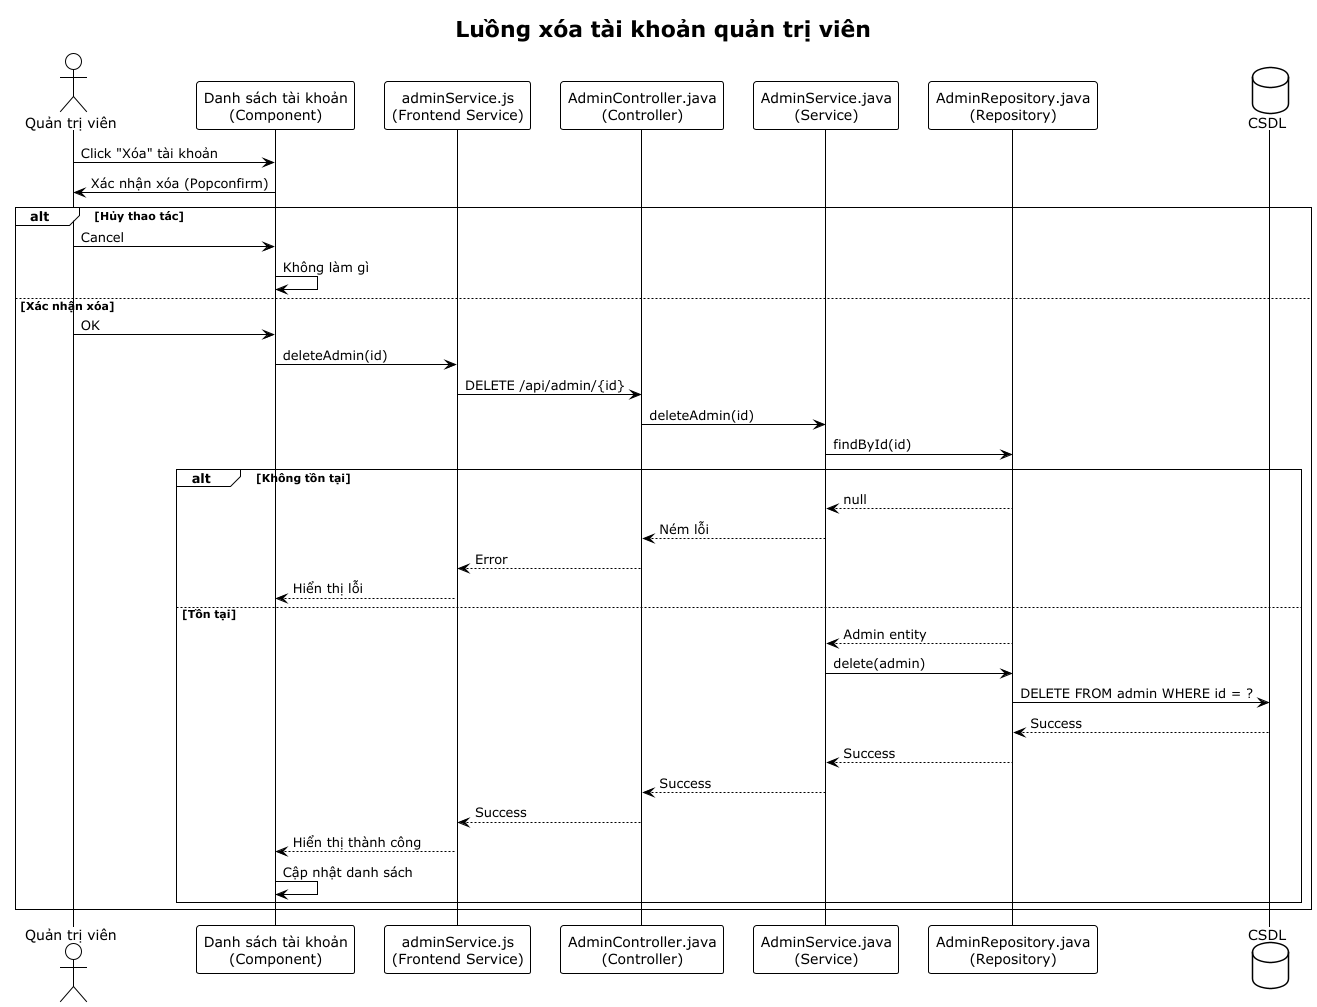 Luồng xóa tài khoản quản trị viên
Quản trị viên
Danh sách tài khoản
(Component)
adminService.js
(Frontend Service)
AdminController.java
(Controller)
AdminService.java
(Service)
AdminRepository.java
(Repository)
CSDL
Click "Xóa" tài khoản
Xác nhận xóa (Popconfirm)
alt
[Hủy thao tác]
Cancel
Không làm gì
[Xác nhận xóa]
OK
deleteAdmin(id)
DELETE /api/admin/{id}
deleteAdmin(id)
findById(id)
alt
[Không tồn tại]
null
Ném lỗi
Error
Hiển thị lỗi
[Tồn tại]
Admin entity
delete(admin)
DELETE FROM admin WHERE id = ?
Success
Success
Success
Success
Hiển thị thành công
Cập nhật danh sách
Quản trị viên
Danh sách tài khoản
(Component)
adminService.js
(Frontend Service)
AdminController.java
(Controller)
AdminService.java
(Service)
AdminRepository.java
(Repository)
CSDL